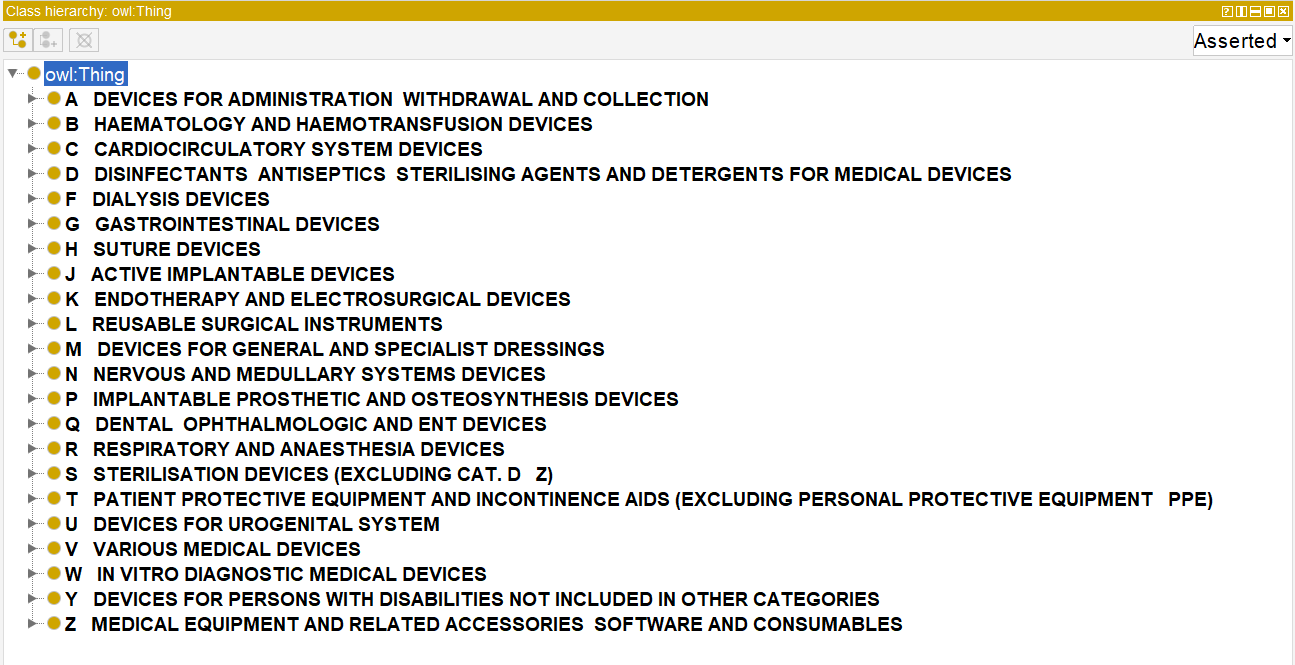 Class hierarchy: owl:Thing
Asserted
owl:Thing
A   DEVICES FOR ADMINISTRATION  WITHDRAWAL AND COLLECTION
B   HAEMATOLOGY AND HAEMOTRANSFUSION DEVICES
C   CARDIOCIRCULATORY SYSTEM DEVICES
D   DISINFECTANTS  ANTISEPTICS  STERILISING AGENTS AND DETERGENTS FOR MEDICAL DEVICES
F   DIALYSIS DEVICES
G   GASTROINTESTINAL DEVICES
H   SUTURE DEVICES
J   ACTIVE IMPLANTABLE DEVICES
K   ENDOTHERAPY AND ELECTROSURGICAL DEVICES
L   REUSABLE SURGICAL INSTRUMENTS
M   DEVICES FOR GENERAL AND SPECIALIST DRESSINGS
N   NERVOUS AND MEDULLARY SYSTEMS DEVICES
P   IMPLANTABLE PROSTHETIC AND OSTEOSYNTHESIS DEVICES
Q   DENTAL  OPHTHALMOLOGIC AND ENT DEVICES
R   RESPIRATORY AND ANAESTHESIA DEVICES
S   STERILISATION DEVICES (EXCLUDING CAT. D   Z)
T   PATIENT PROTECTIVE EQUIPMENT AND INCONTINENCE AIDS (EXCLUDING PERSONAL PROTECTIVE EQUIPMENT   PPE)
U   DEVICES FOR UROGENITAL SYSTEM
V   VARIOUS MEDICAL DEVICES
W   IN VITRO DIAGNOSTIC MEDICAL DEVICES
Y   DEVICES FOR PERSONS WITH DISABILITIES NOT INCLUDED IN OTHER CATEGORIES
Z   MEDICAL EQUIPMENT AND RELATED ACCESSORIES  SOFTWARE AND CONSUMABLES